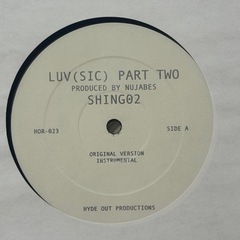 LUV(SIC) PART TWO
PRODUCED BY NUJABES
SHING02
HOR-023 SIDE A
ORIGINAL VERSION
INSTRUMENTAL
HYDE OUT PRODUCTIONS